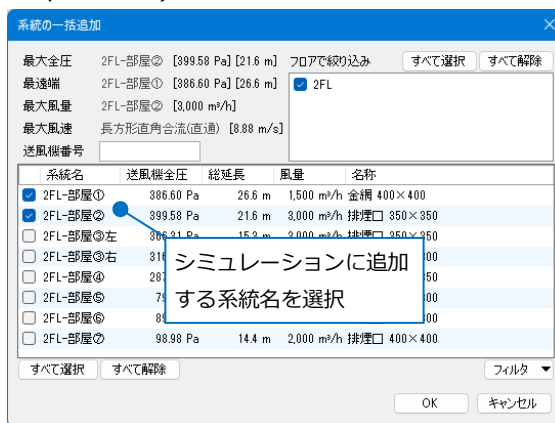 系統の一括追加
最大全圧 2FL-部屋② [399.58 Pa] [21.6 m] フロアで絞り込み すべて選択 すべて解除
最遠端 2FL-部屋① [386.60 Pa] [26.6 m] 2FL
最大風量 2FL-部屋② [3,000 m³/h]
最大風速 長方形直角合流(直通) [8.88 m/s]
送風機番号
系統名 送風機全圧 総延長 風量 名称
2FL-部屋① 386.60 Pa 26.6 m 1,500 m³/h 金網 400×400
2FL-部屋② 399.58 Pa 21.6 m 3,000 m³/h 排煙口 350×350
2FL-部屋③左
2FL-部屋③右
2FL-部屋④
2FL-部屋⑤
2FL-部屋⑥
2FL-部屋⑦ 98.98 Pa 14.4 m 2,000 m³/h 排煙口 400×400
シミュレーションに追加
する系統名を選択
すべて選択 すべて解除 フィルタ
OK キャンセル